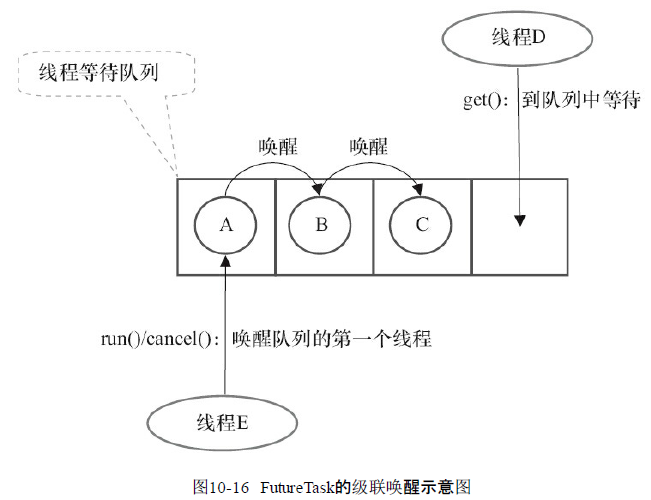 线程D
线程等待队列
get()：到队列中等待
唤醒 唤醒
A B C
run()/cancel()：唤醒队列的第一个线程
线程E
图10-16 FutureTask的级联唤醒示意图